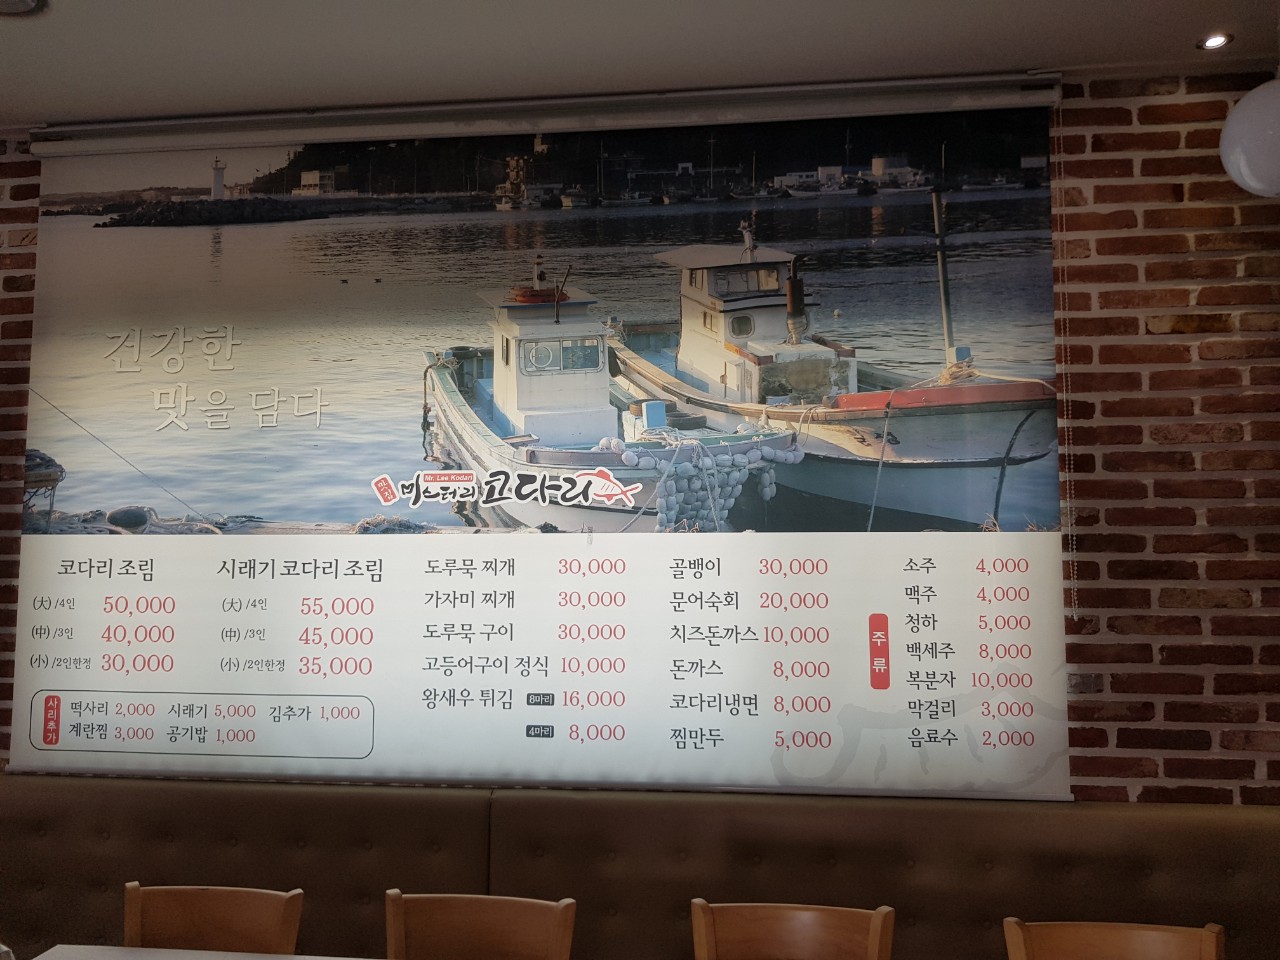 건강한
맛을 담다
맛집 Mr. Lee Kodari
미스터리 코다리
코다리 조림
(大)/4인 50,000
(中)/3인 40,000
(小)/2인한정 30,000
시래기 코다리 조림
(大)/4인 55,000
(中)/3인 45,000
(小)/2인한정 35,000
사리추가
떡사리 2,000 시래기 5,000 김추가 1,000
계란찜 3,000 공기밥 1,000
도루묵 찌개 30,000
가자미 찌개 30,000
도루묵 구이 30,000
고등어구이 정식 10,000
왕새우 튀김 8마리 16,000
4마리 8,000
골뱅이 30,000
문어숙회 20,000
치즈돈까스 10,000
돈까스 8,000
코다리냉면 8,000
찜만두 5,000
주류
소주 4,000
맥주 4,000
청하 5,000
백세주 8,000
복분자 10,000
막걸리 3,000
음료수 2,000